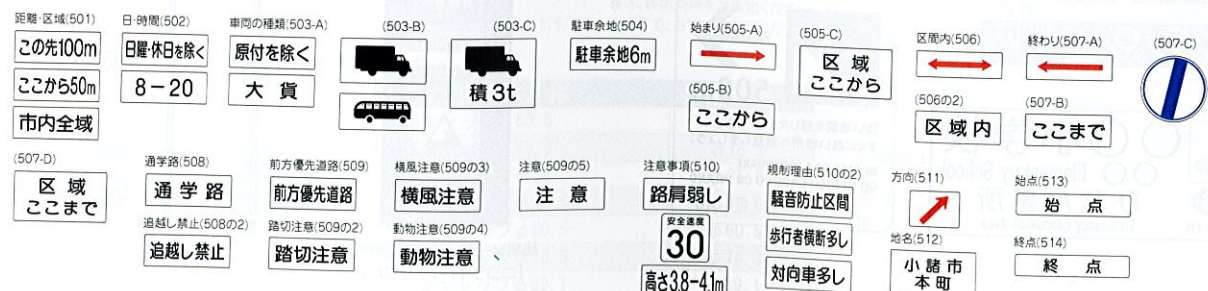 距離・区域(501)
この先100m
ここから50m
市内全域
日・時間(502)
日曜・休日を除く
8-20
車両の種類(503-A)
原付を除く
大貨
(503-B)
(503-C)
積3t
駐車余地(504)
駐車余地6m
始まり(505-A)
(505-B)
ここから
(505-C)
区域
ここから
区間内(506)
(506の2)
区域内
終わり(507-A)
(507-B)
ここまで
(507-C)
(507-D)
区域
ここまで
通学路(508)
通学路
追越し禁止(508の2)
追越し禁止
前方優先道路(509)
前方優先道路
踏切注意(509の2)
踏切注意
横風注意(509の3)
横風注意
動物注意(509の4)
動物注意
注意(509の5)
注意
注意事項(510)
路肩弱し
安全速度
30
高さ3.8-4.1m
規制理由(510の2)
騒音防止区間
歩行者横断多し
対向車多し
方向(511)
地名(512)
小諸市
本町
始点(513)
始点
終点(514)
終点